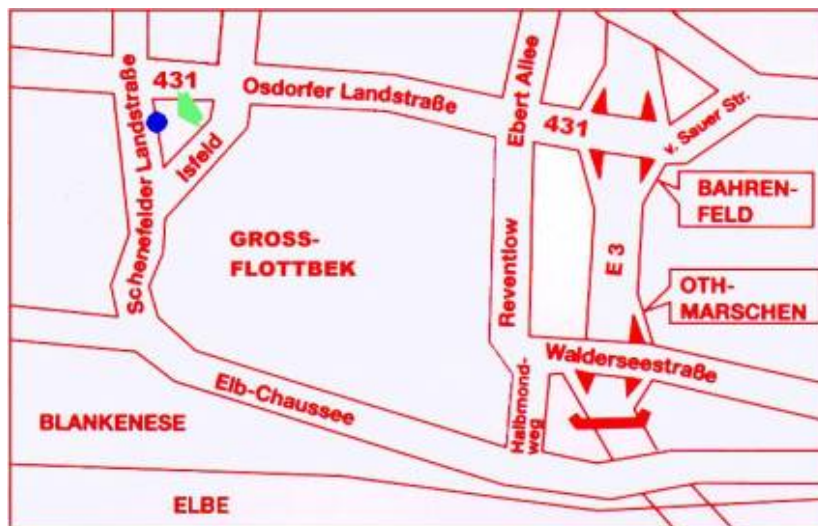 Schenefelder Landstraße
431
Isfeld
Osdorfer Landstraße
Ebert Allee
431
v. Sauer Str.
BAHREN-
FELD
GROSS-
FLOTTBEK
E 3
OTH-
MARSCHEN
Reventlow
Walderseestraße
Halbmond-
weg
Elb-Chaussee
BLANKENESE
ELBE